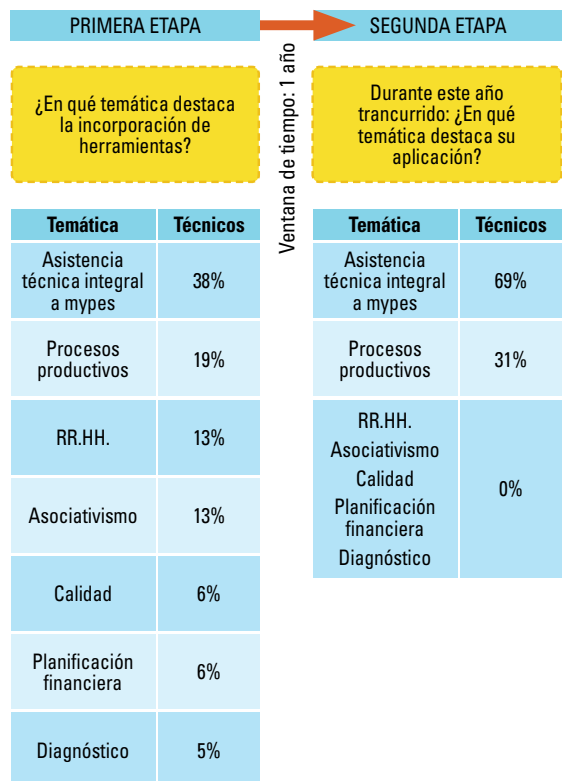 PRIMERA ETAPA
¿En qué temática destaca
la incorporación de
herramientas?
Temática Técnicos
Asistencia
técnica integral
a mypes
38%
Procesos
productivos
19%
RR.HH.
13%
Asociativismo
13%
Calidad
6%
Planificación
financiera
6%
Diagnóstico
5%
Ventana de tiempo: 1 año
SEGUNDA ETAPA
Durante este año
trancurrido: ¿En qué
temática destaca su
aplicación?
Temática Técnicos
Asistencia
técnica integral
a mypes
69%
Procesos
productivos
31%
RR.HH.
Asociativismo
Calidad
Planificación
financiera
Diagnóstico
0%